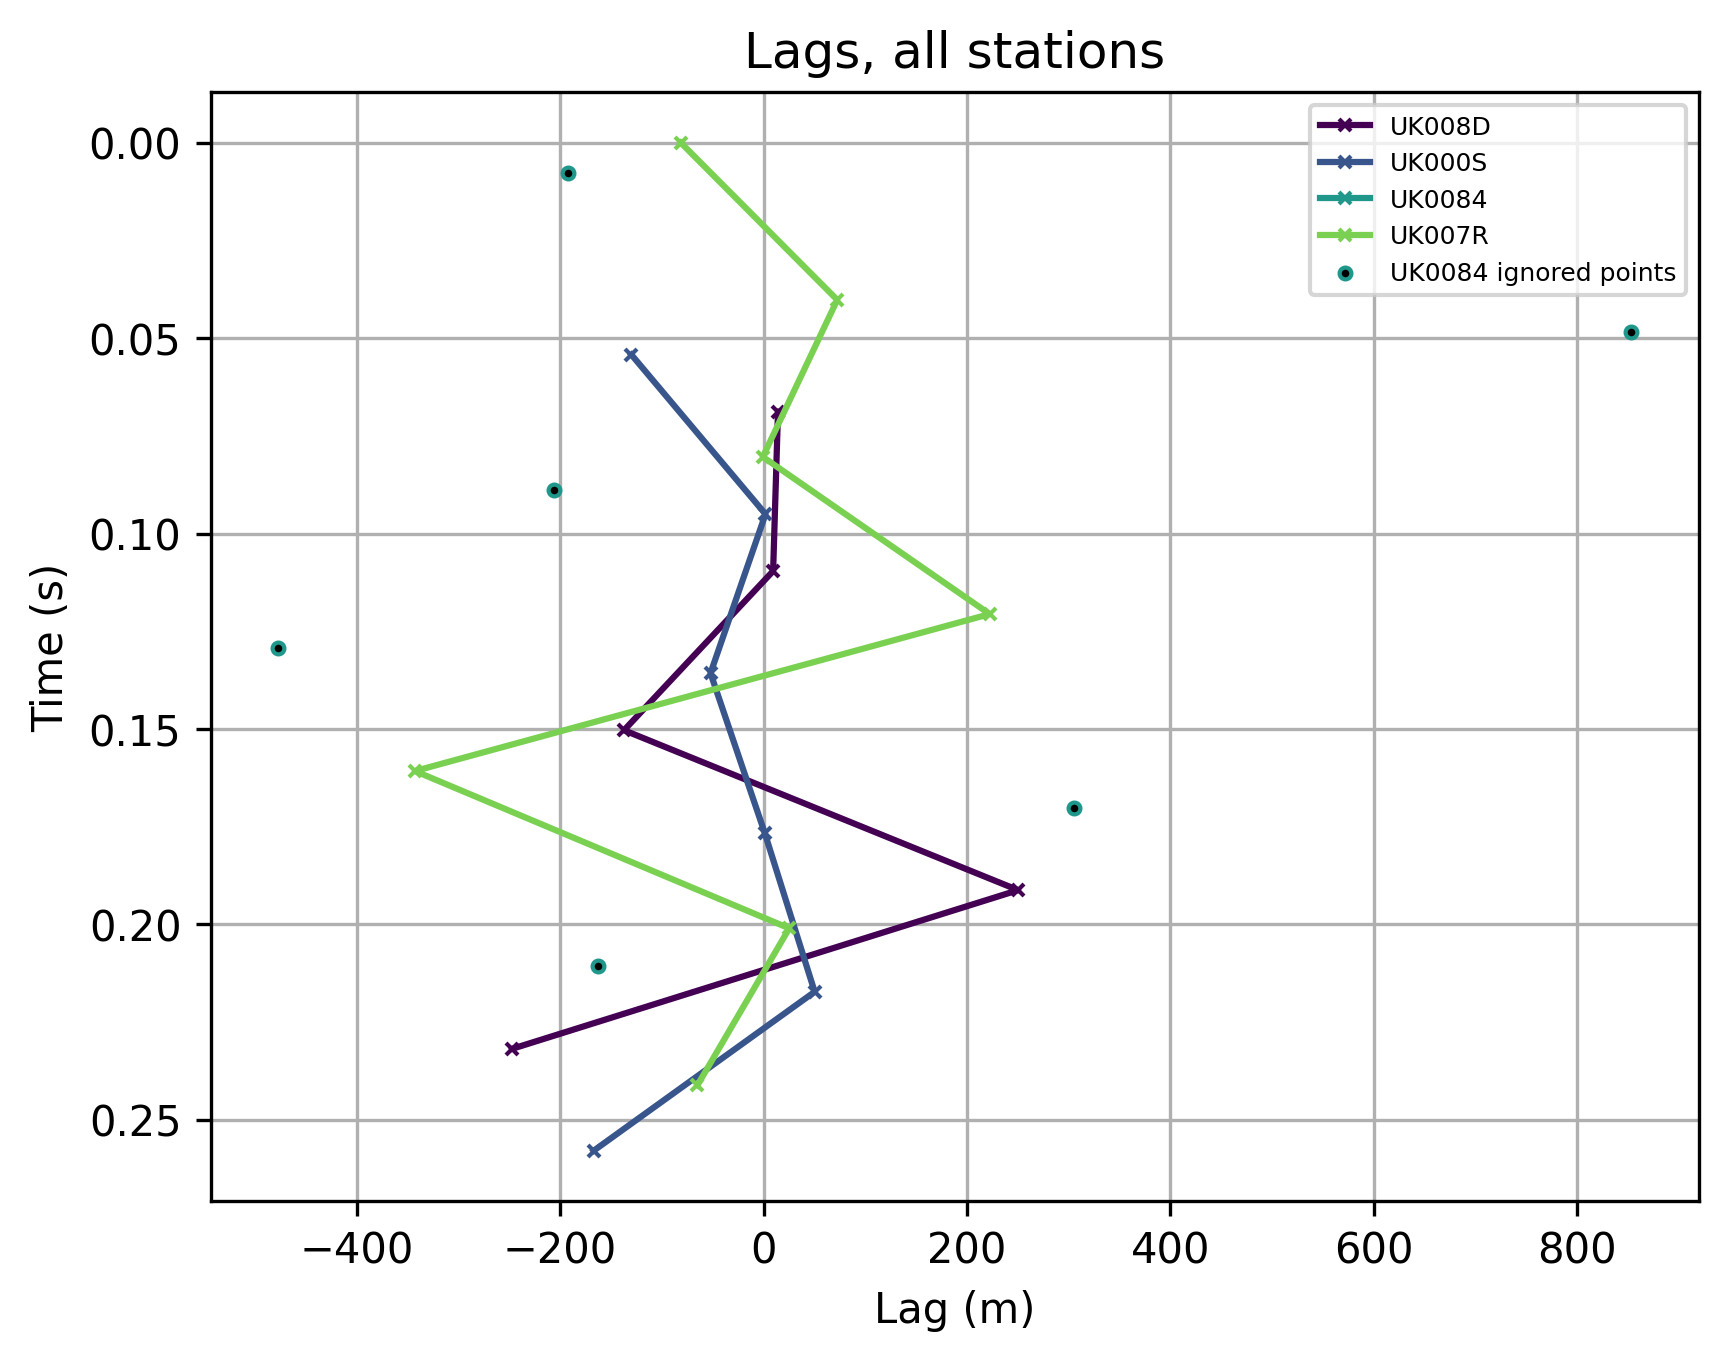 Lags, all stations
UK008D
UK000S
UK0084
UK007R
UK0084 ignored points
Time (s)
0.00
0.05
0.10
0.15
0.20
0.25
−400 −200 0 200 400 600 800
Lag (m)